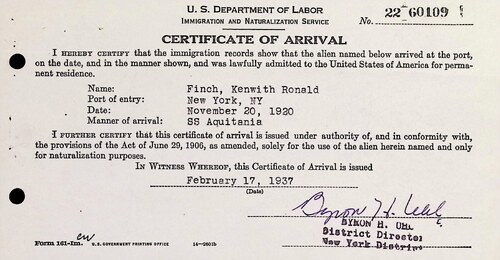 U. S. DEPARTMENT OF LABOR
IMMIGRATION AND NATURALIZATION SERVICE
No. 22 60109
CERTIFICATE OF ARRIVAL
I HEREBY CERTIFY that the immigration records show that the alien named below arrived at the port,
on the date, and in the manner shown, and was lawfully admitted to the United States of America for perma-
nent residence.
Name: Finch, Kenwith Ronald
Port of entry: New York, NY
Date: November 20, 1920
Manner of arrival: SS Aquitania
I FURTHER CERTIFY that this certificate of arrival is issued under authority of, and in conformity with,
the provisions of the Act of June 29, 1906, as amended, solely for the use of the alien herein named and only
for naturalization purposes.
IN WITNESS WHEREOF, this Certificate of Arrival is issued
February 17, 1937
(Date)
Byron H. Uhl
BYRON H. UHL
District Director
New York District
Form 161-Im. U. S. GOVERNMENT PRINTING OFFICE 14-2601b